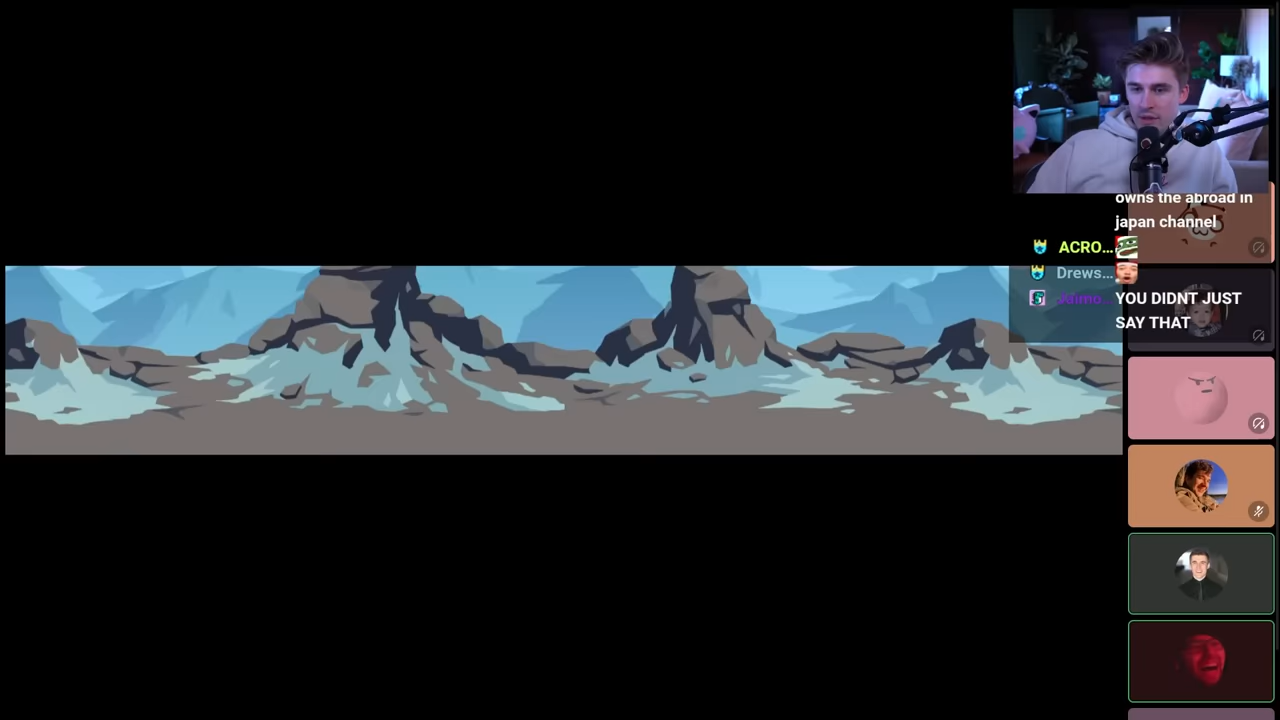 owns the abroad in
japan channel
ACRO...
Drews...
YOU DIDNT JUST
SAY THAT